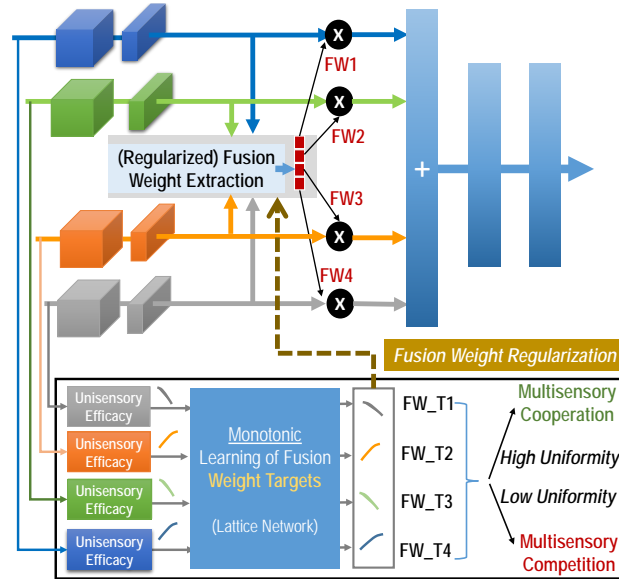 X
FW1
X
FW2
(Regularized) Fusion
Weight Extraction
+
FW3
X
FW4
X
Fusion Weight Regularization
Unisensory
Efficacy
Unisensory
Efficacy
Unisensory
Efficacy
Unisensory
Efficacy
Monotonic
Learning of Fusion
Weight Targets
(Lattice Network)
FW_T1
FW_T2
FW_T3
FW_T4
Multisensory
Cooperation
High Uniformity
Low Uniformity
Multisensory
Competition